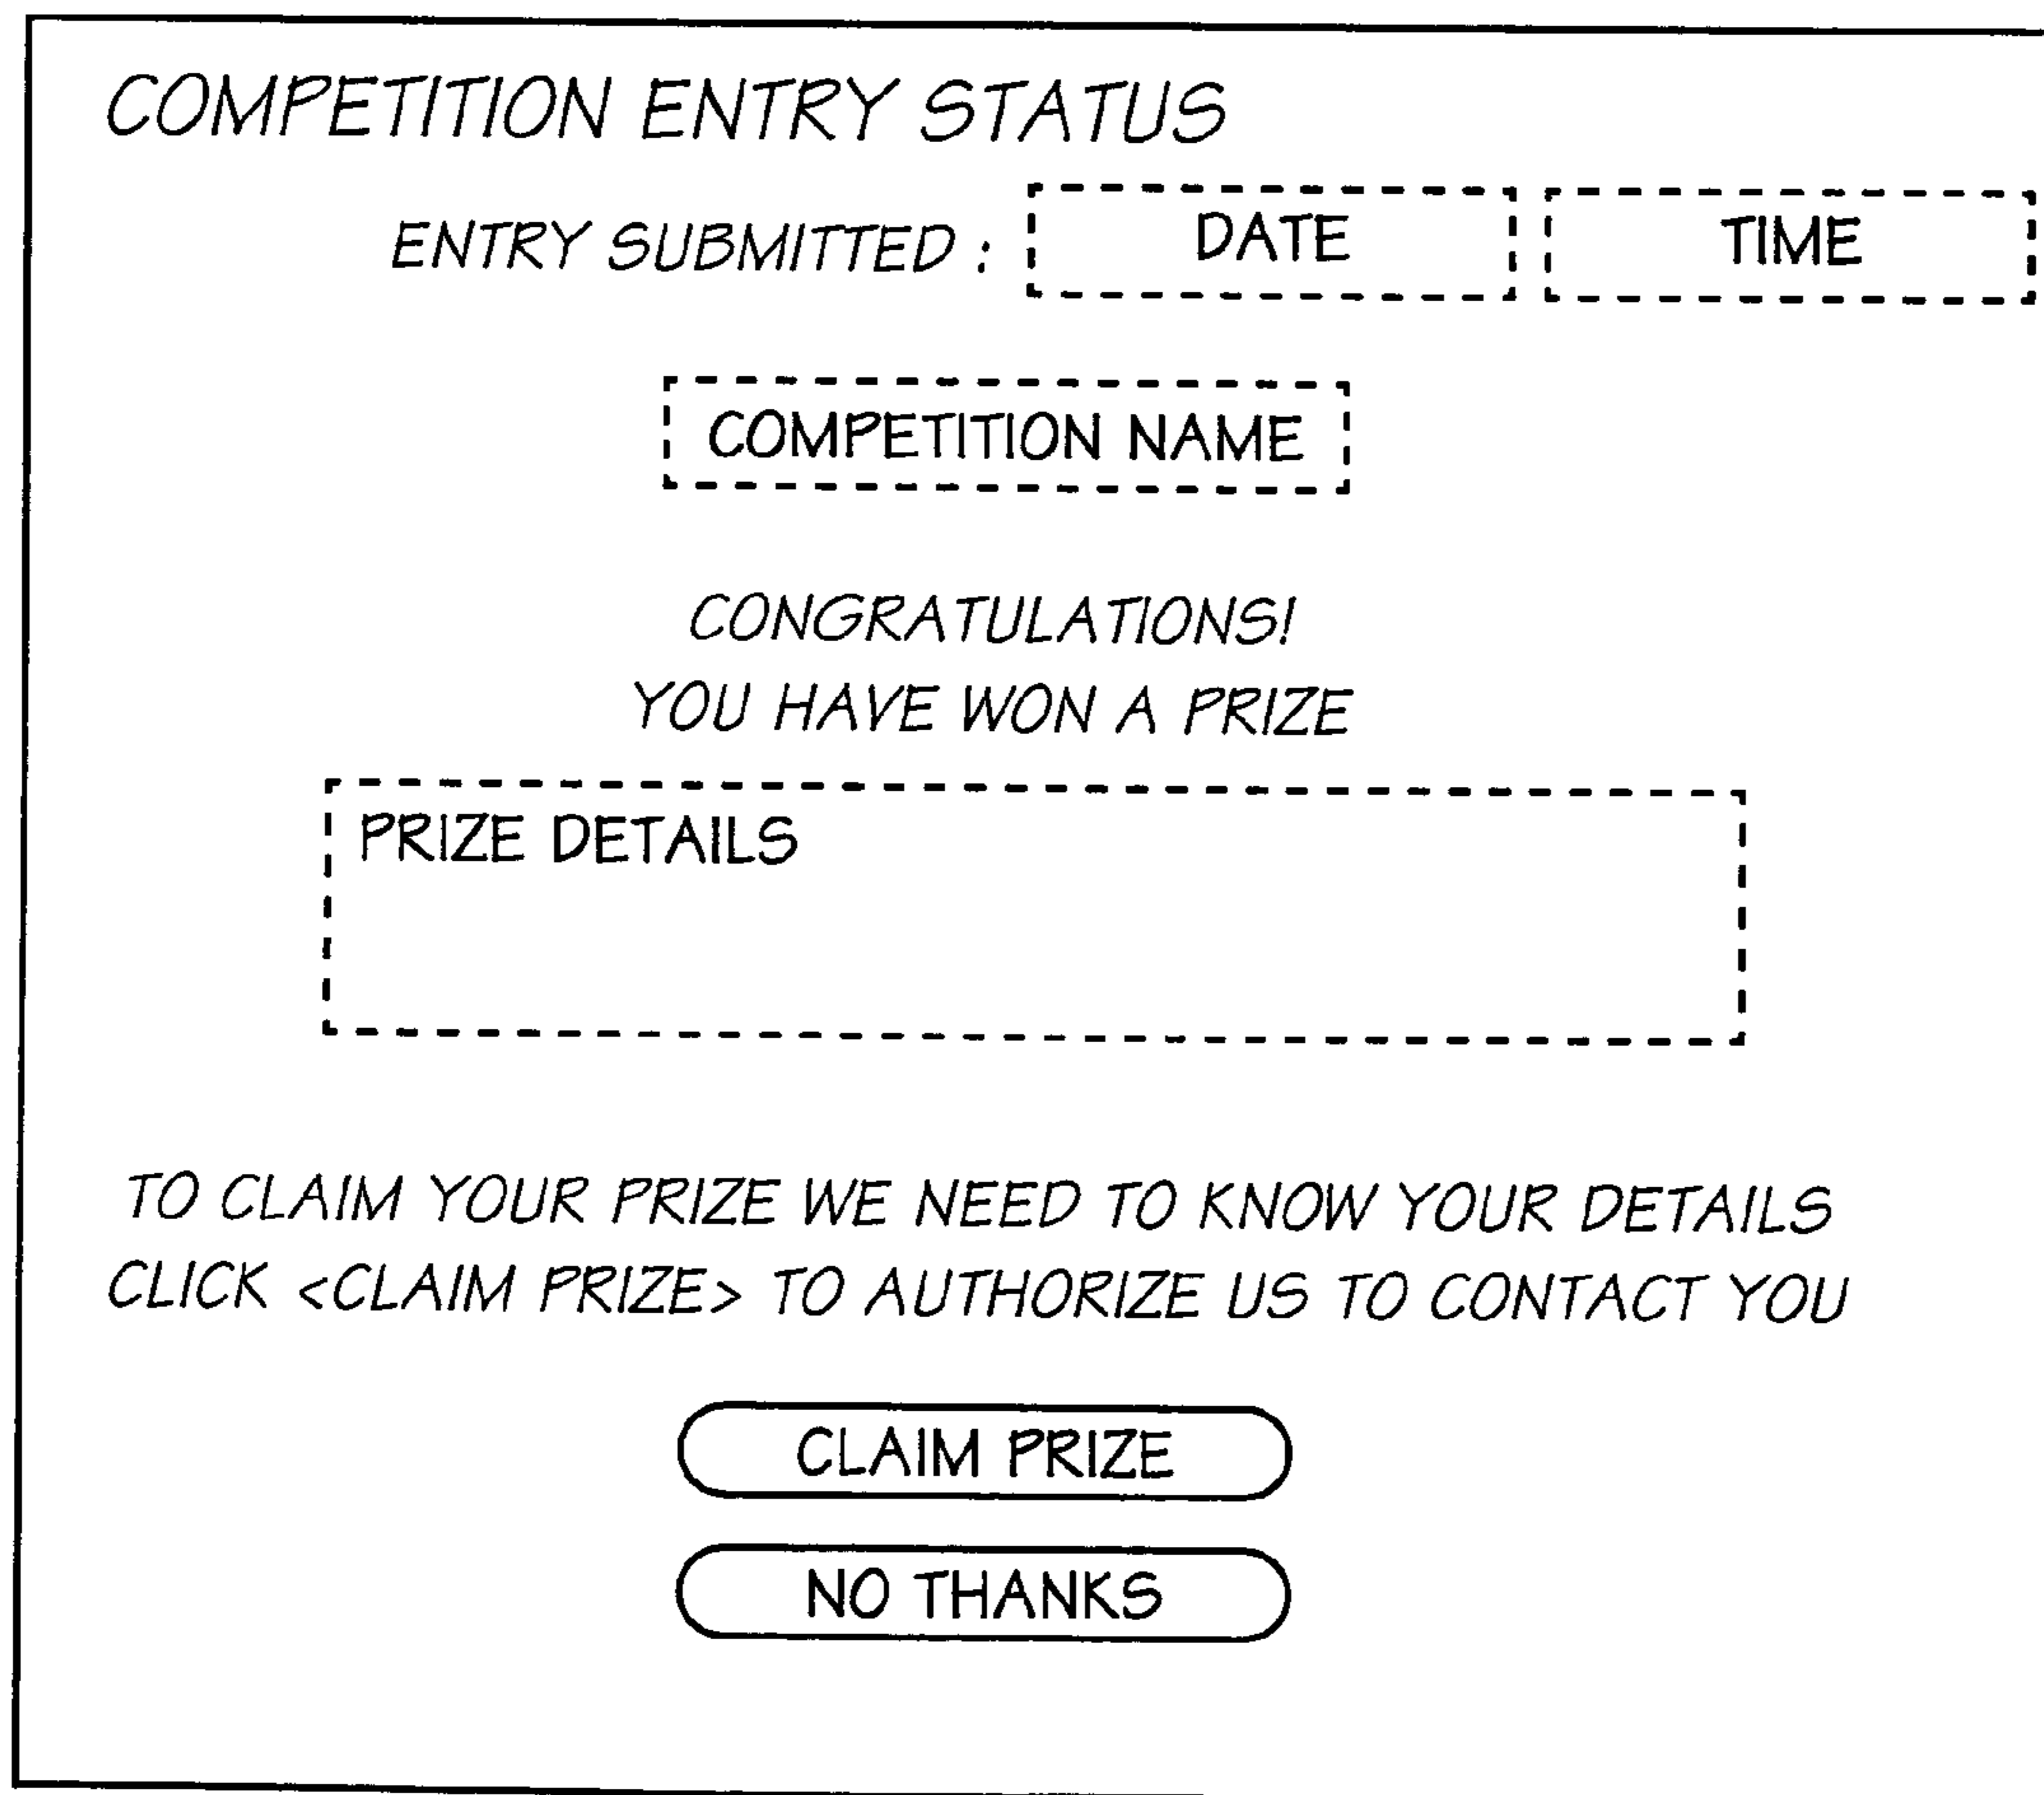 COMPETITION ENTRY STATUS
ENTRY SUBMITTED : DATE TIME
COMPETITION NAME
CONGRATULATIONS!
YOU HAVE WON A PRIZE
PRIZE DETAILS
TO CLAIM YOUR PRIZE WE NEED TO KNOW YOUR DETAILS
CLICK <CLAIM PRIZE> TO AUTHORIZE US TO CONTACT YOU
CLAIM PRIZE
NO THANKS